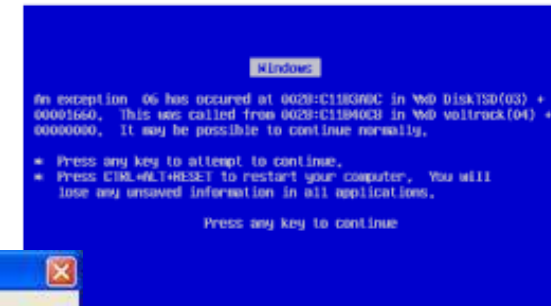 Windows
An exception 06 has occured at 0028:C11B3ADC in VxD DiskTSD(03) +
00001660. This was called from 0028:C11B40C8 in VxD voltrack(04) +
00000000. It may be possible to continue normally.
* Press any key to attempt to continue.
* Press CTRL+ALT+RESET to restart your computer. You will
lose any unsaved information in all applications.
Press any key to continue